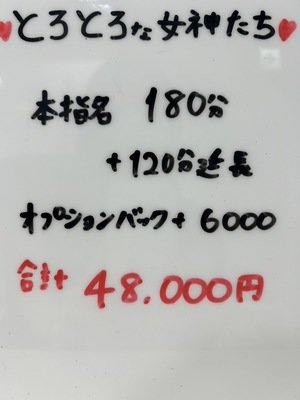 ♥とろとろな女神たち♥
本指名 180分
+120分延長
オプションバック+ 6000
合計 48.000円